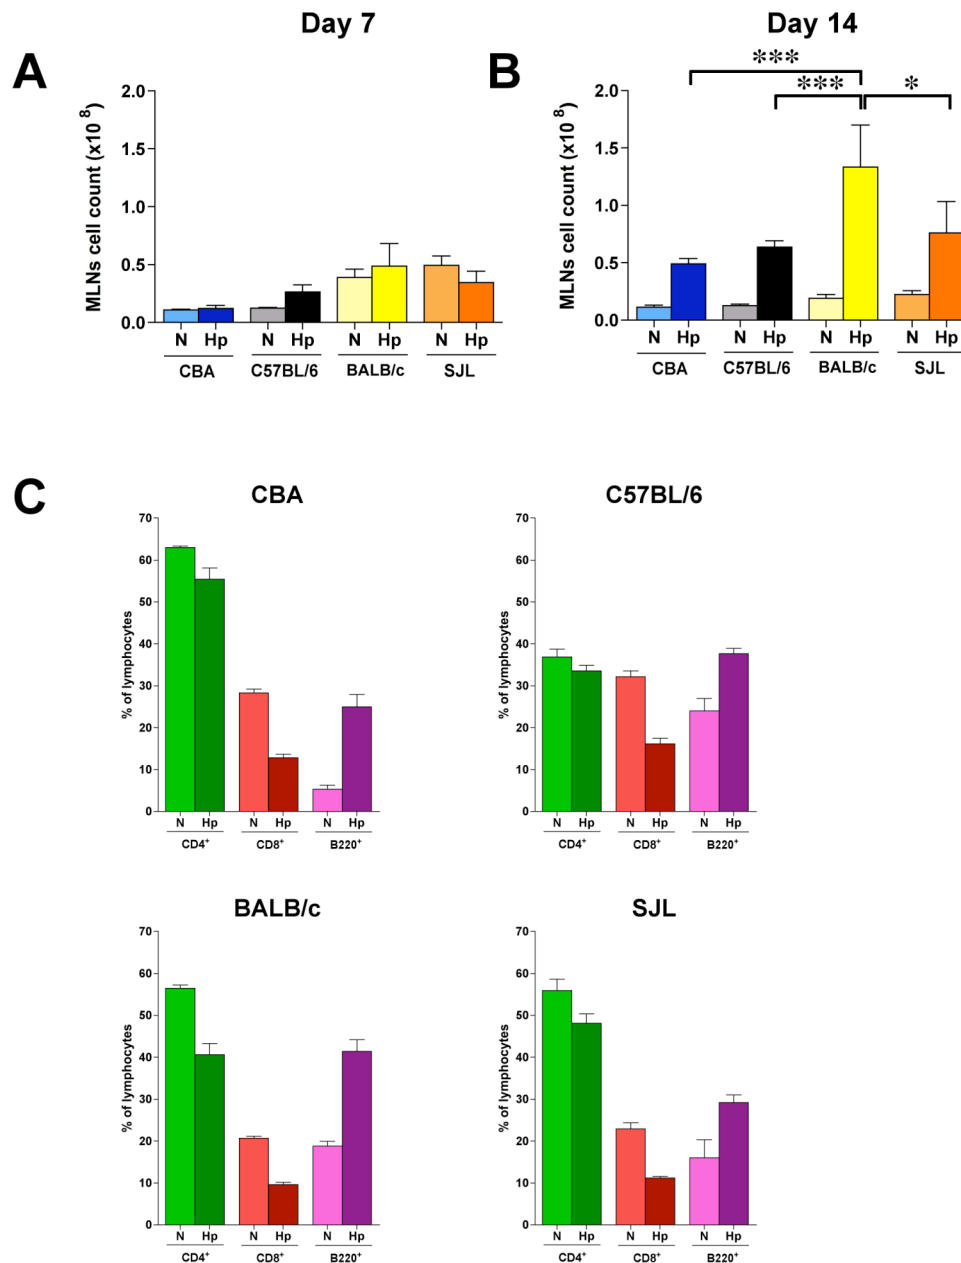 Day 7
Day 14
A
B
***
*** *
MLNs cell count (x10 8)
2.0
1.5
1.0
0.5
0.0
N Hp N Hp N Hp N Hp
CBA C57BL/6 BALB/c SJL
MLNs cell count (x10 8)
2.0
1.5
1.0
0.5
0.0
N Hp N Hp N Hp N Hp
CBA C57BL/6 BALB/c SJL
C
CBA
% of lymphocytes
70
60
50
40
30
20
10
0
N Hp N Hp N Hp
CD4+ CD8+ B220+
C57BL/6
% of lymphocytes
70
60
50
40
30
20
10
0
N Hp N Hp N Hp
CD4+ CD8+ B220+
BALB/c
% of lymphocytes
70
60
50
40
30
20
10
0
N Hp N Hp N Hp
CD4+ CD8+ B220+
SJL
% of lymphocytes
70
60
50
40
30
20
10
0
N Hp N Hp N Hp
CD4+ CD8+ B220+